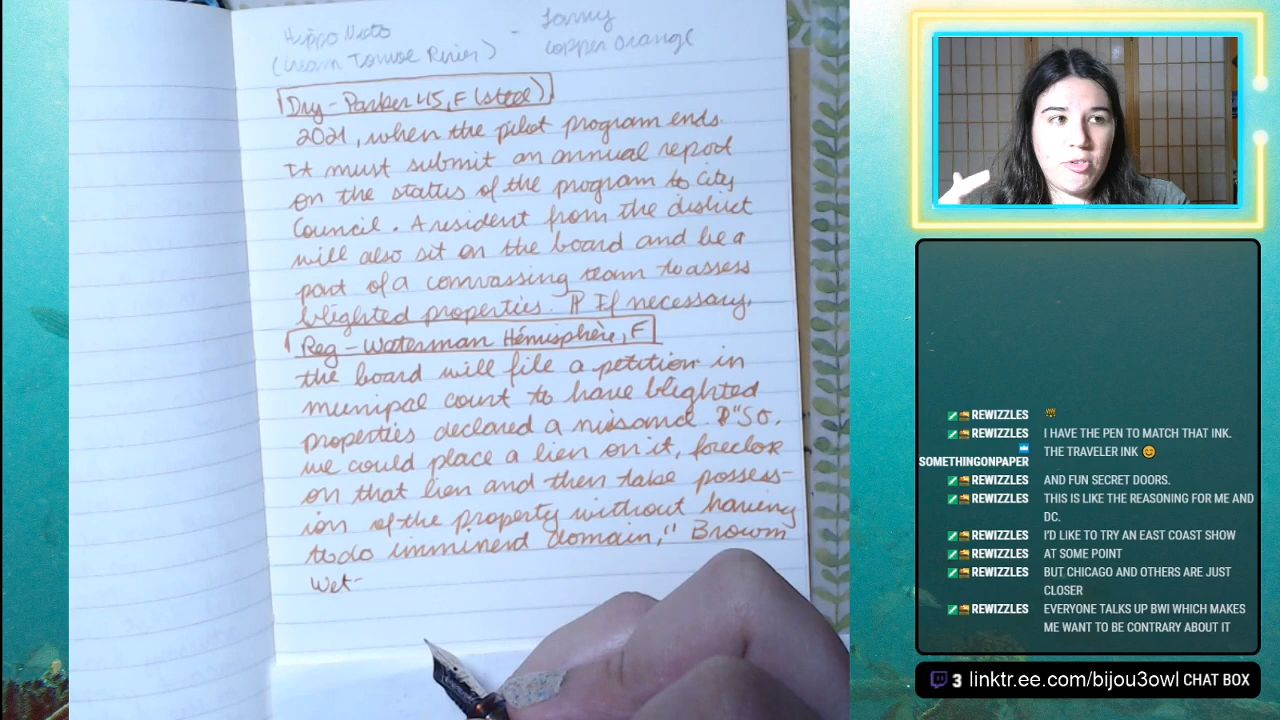 Hippo Noto
(Cream Tomoe River)
- Lamy
Copper Orange
Dry - Parker 45, F (steel)
2021, when the pilot program ends.
It must submit an annual report
on the status of the program to City
Council. A resident from the district
will also sit on the board and be a
part of a canvassing team to assess
blighted properties. ¶ If necessary,
Reg - Waterman Hémisphère, F
the board will file a petition in
munipal court to have blighted
properties declared a nuisance. ¶ "So,
we could place a lien on it, foreclose
on that lien and then take possess-
ion of the property without having
to do imminent domain," Brown
Wet-
REWIZZLES
REWIZZLES I HAVE THE PEN TO MATCH THAT INK.
SOMETHINGONPAPER THE TRAVELER INK 😊
REWIZZLES AND FUN SECRET DOORS.
REWIZZLES THIS IS LIKE THE REASONING FOR ME AND
DC.
REWIZZLES I'D LIKE TO TRY AN EAST COAST SHOW
REWIZZLES AT SOME POINT
REWIZZLES BUT CHICAGO AND OTHERS ARE JUST
CLOSER
REWIZZLES EVERYONE TALKS UP BWI WHICH MAKES
ME WANT TO BE CONTRARY ABOUT IT
3 linktr.ee.com/bijou3owl CHAT BOX